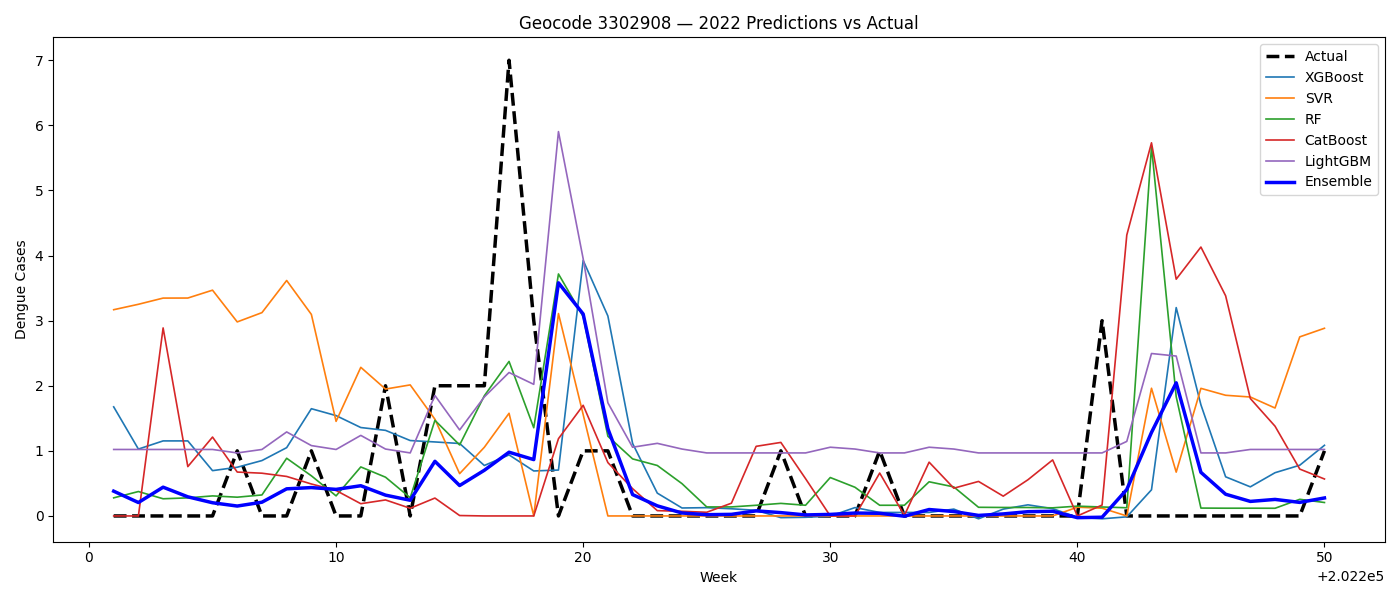 Geocode 3302908 — 2022 Predictions vs Actual
Dengue Cases
7
6
5
4
3
2
1
0
Actual
XGBoost
SVR
RF
CatBoost
LightGBM
Ensemble
0 10 20 30 40 50
Week
+2.022e5